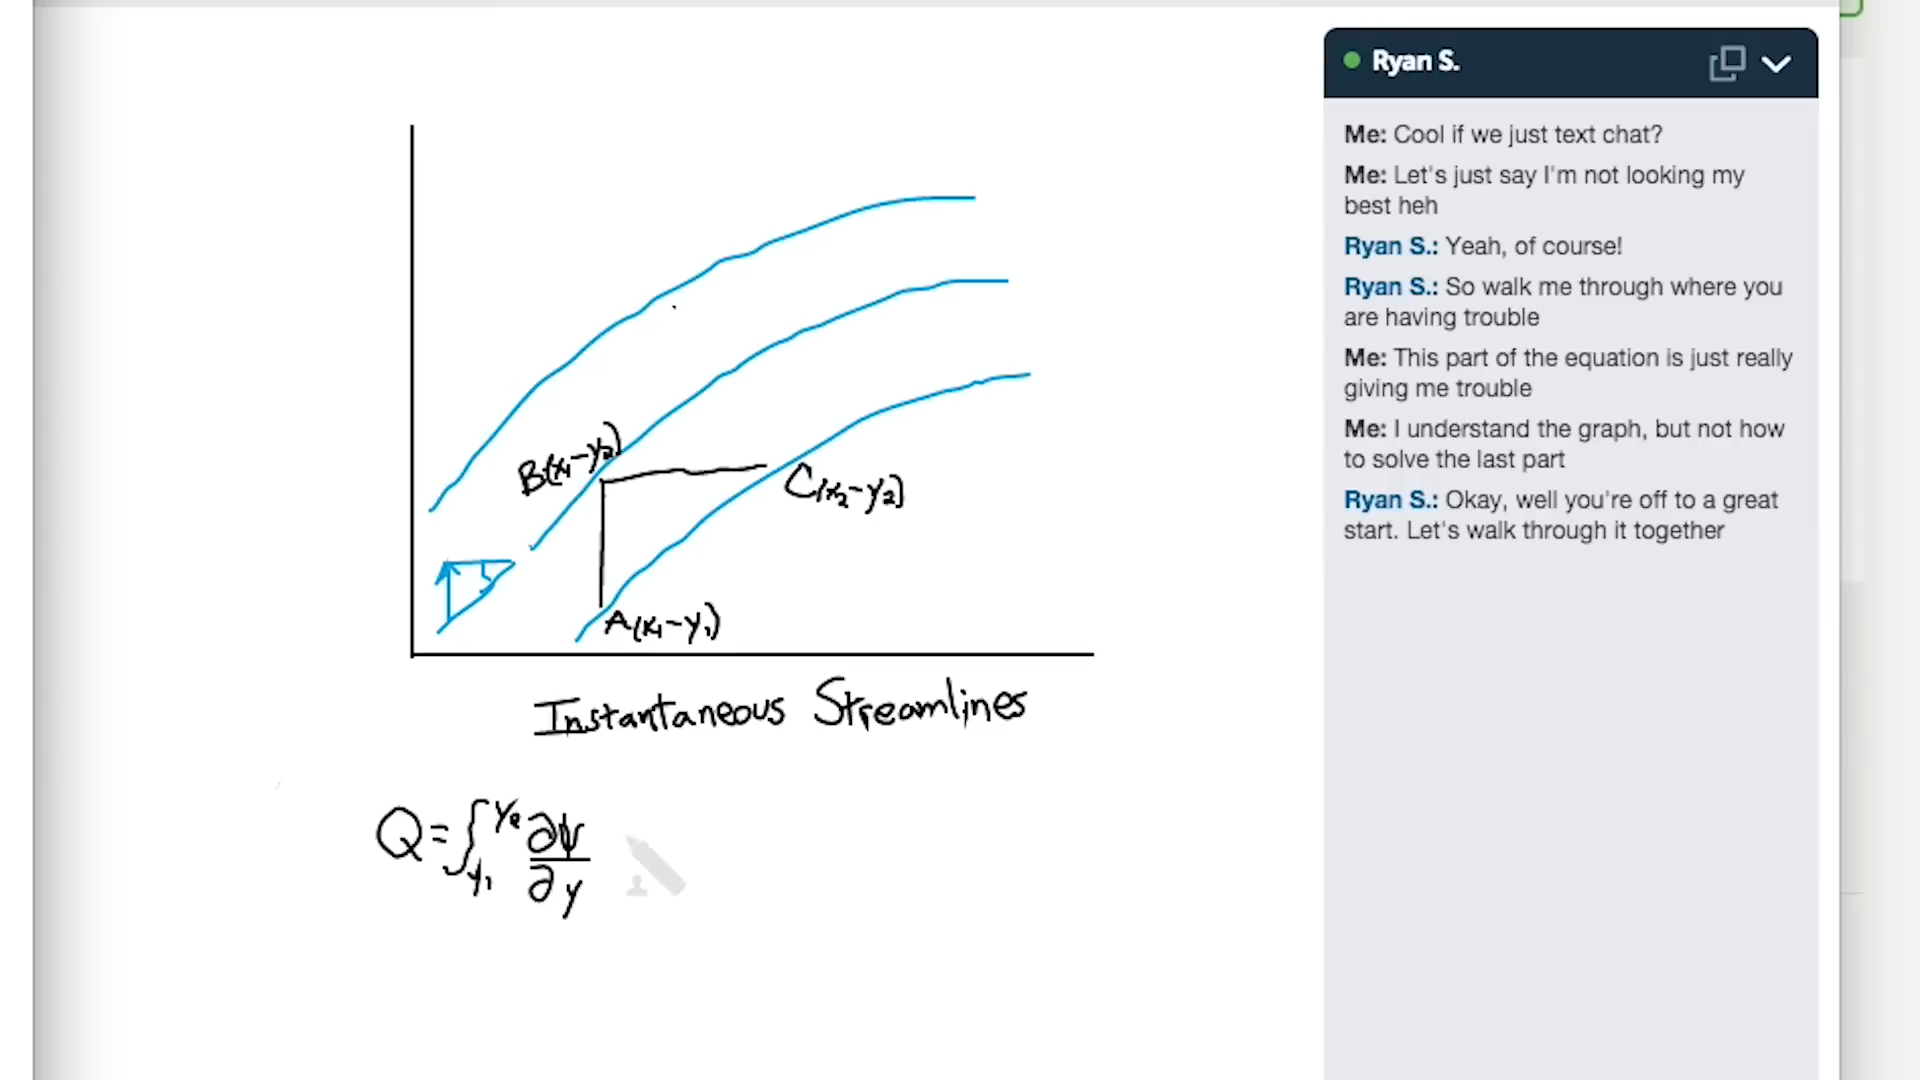 B(x₁-y₂)
C(x₂-y₂)
A(x₁-y₁)
Instantaneous Streamlines
Q=∫y₁ y₂ ∂ψ/∂y
Ryan S.
Me: Cool if we just text chat?
Me: Let's just say I'm not looking my
best heh
Ryan S.: Yeah, of course!
Ryan S.: So walk me through where you
are having trouble
Me: This part of the equation is just really
giving me trouble
Me: I understand the graph, but not how
to solve the last part
Ryan S.: Okay, well you're off to a great
start. Let's walk through it together